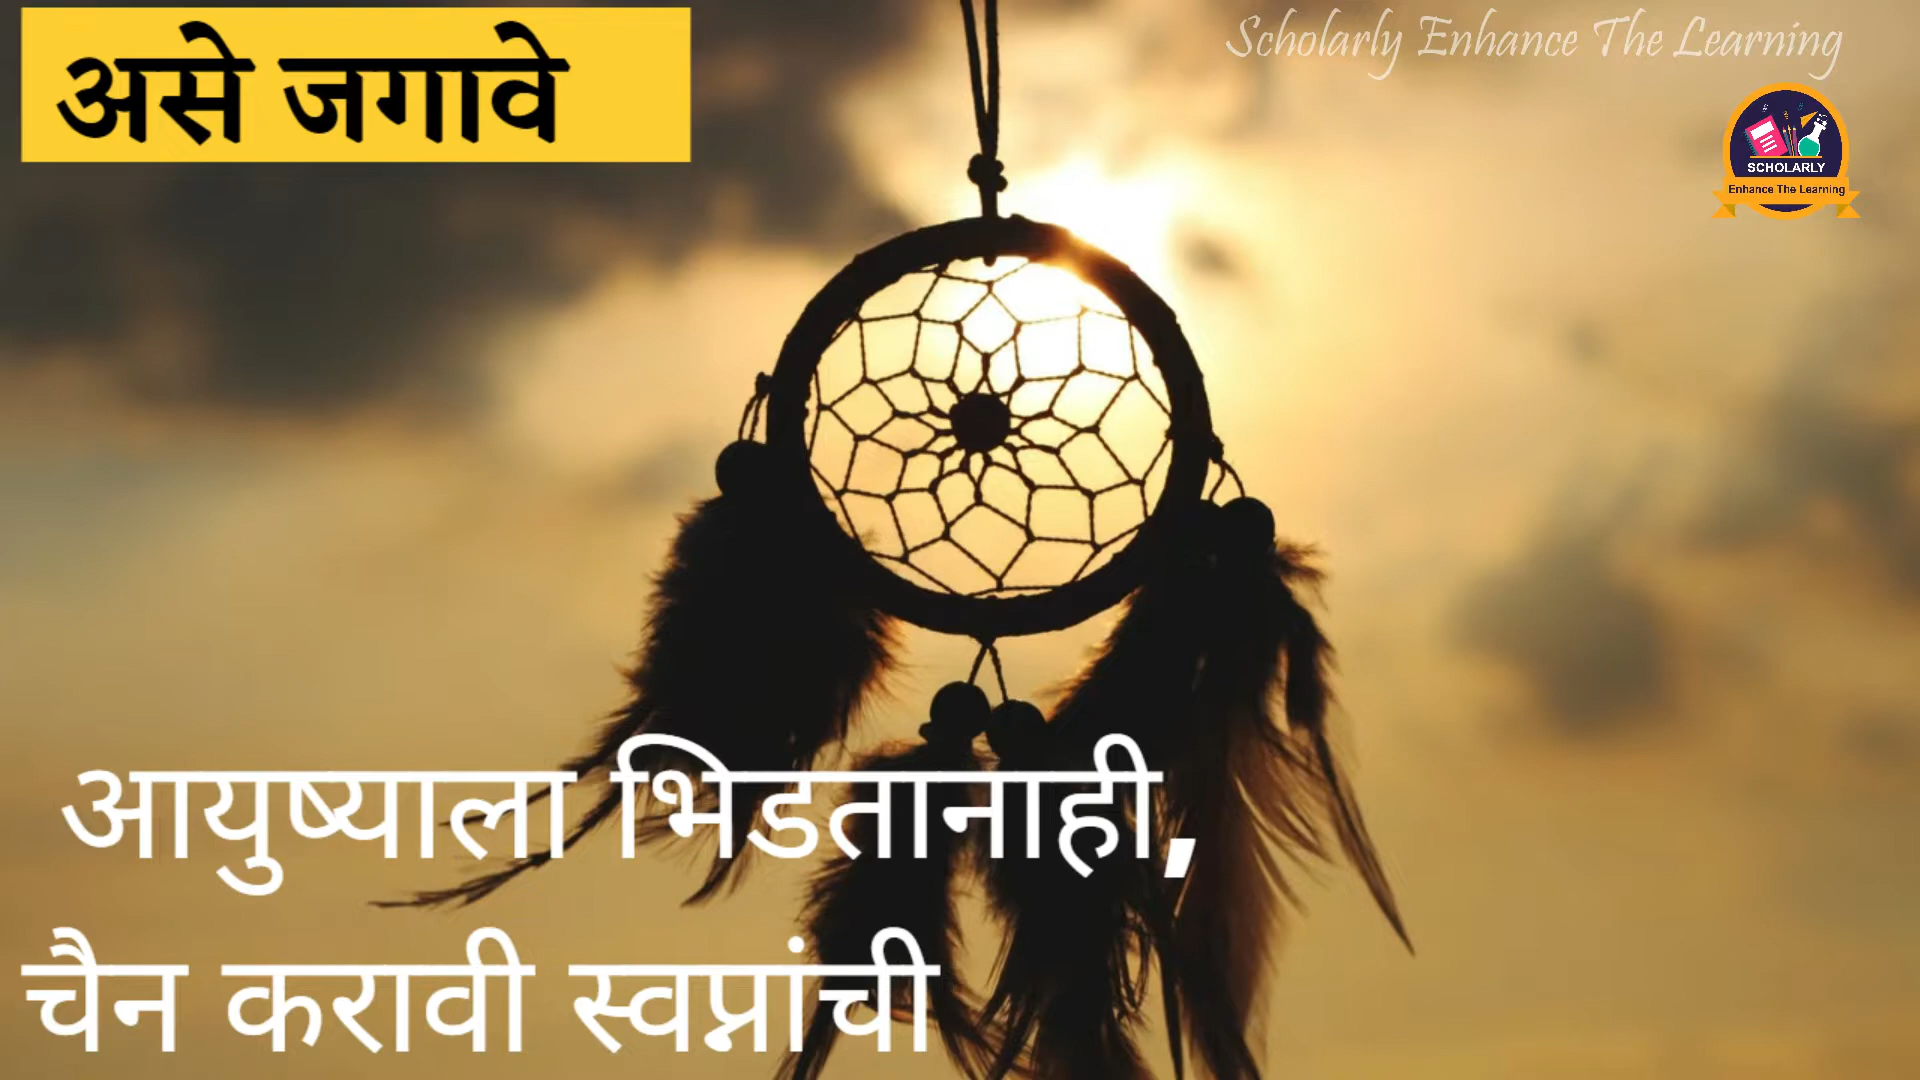 असे जगावे
Scholarly Enhance The Learning
SCHOLARLY
Enhance The Learning
आयुष्याला भिडतानाही,
चैन करावी स्वप्नांची